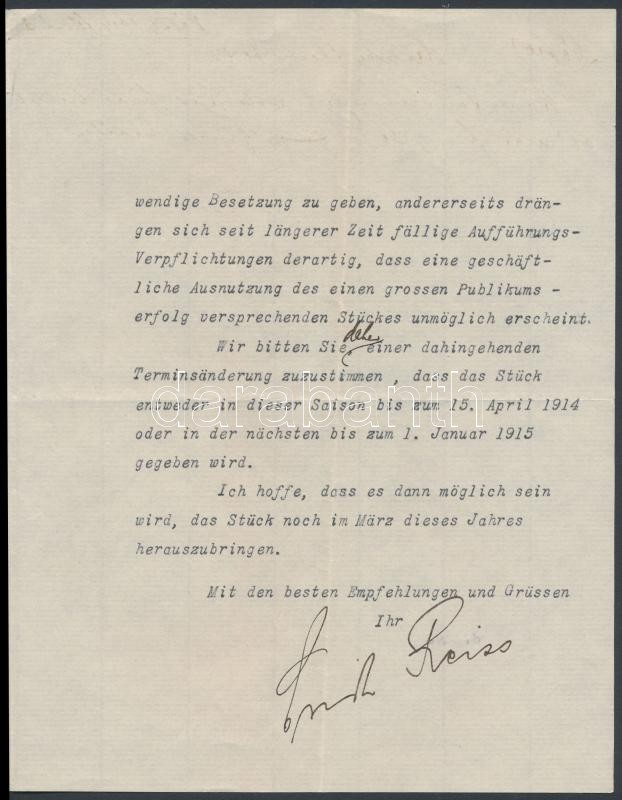 wendige Besetzung zu geben, andererseits drän-
gen sich seit längerer Zeit fällige Aufführungs-
Verpflichtungen derartig, dass eine geschäft-
liche Ausnutzung des einen grossen Publikums -
erfolg versprechenden Stückes unmöglich erscheint.
Wir bitten Sie einer dahingehenden
Terminsänderung zuzustimmen, dass das Stück
entweder in dieser Saison bis zum 15. April 1914
oder in der nächsten bis zum 1. Januar 1915
gegeben wird.
Ich hoffe, dass es dann möglich sein
wird, das Stück noch im März dieses Jahres
herauszubringen.
Mit den besten Empfehlungen und Grüssen
Ihr
Erich Reiss
darabanth